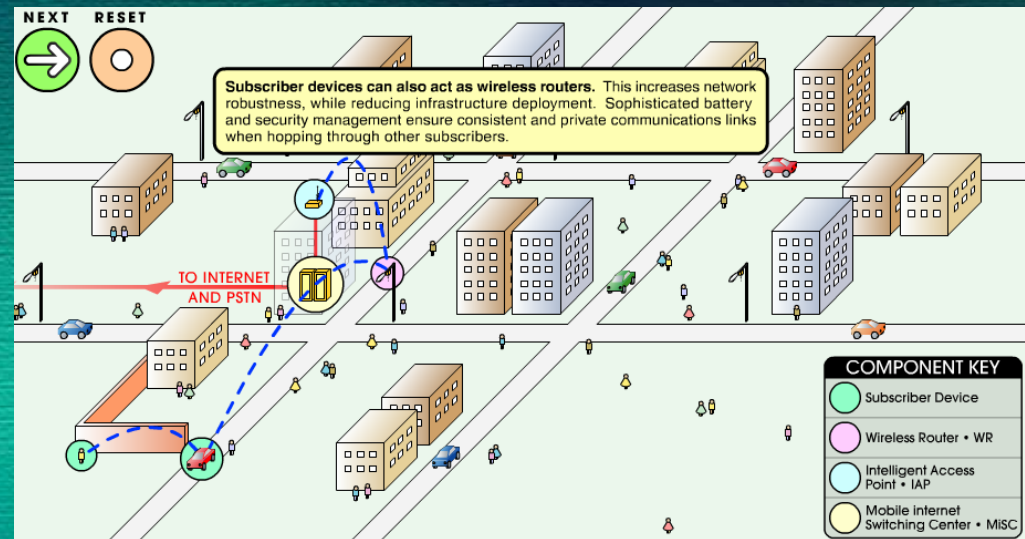 NEXT RESET
Subscriber devices can also act as wireless routers. This increases network
robustness, while reducing infrastructure deployment. Sophisticated battery
and security management ensure consistent and private communications links
when hopping through other subscribers.
TO INTERNET
AND PSTN
COMPONENT KEY
Subscriber Device
Wireless Router • WR
Intelligent Access
Point • IAP
Mobile internet
Switching Center • MiSC